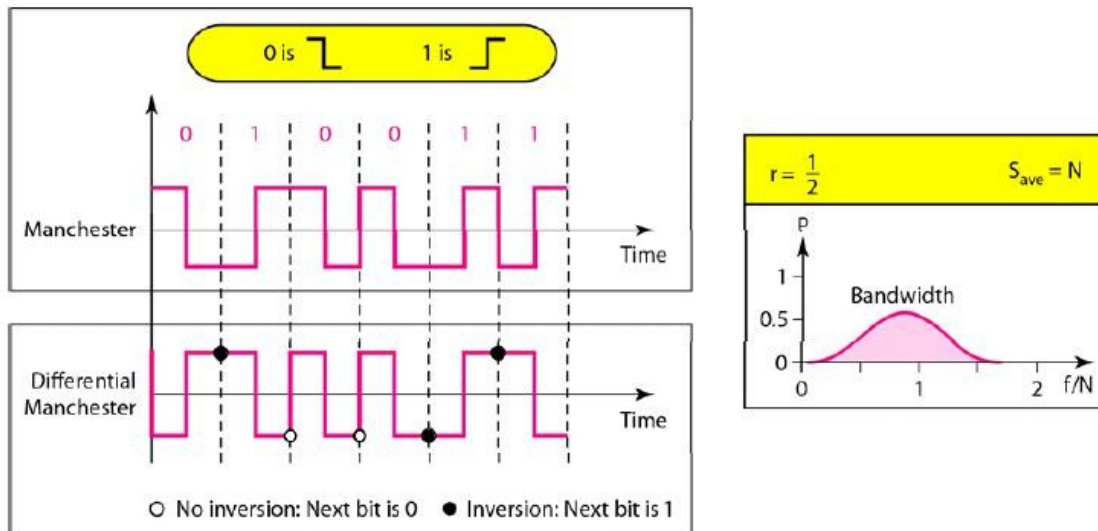 0 is 1 is
0 1 0 0 1 1
Manchester
Time
Differential
Manchester
Time
No inversion: Next bit is 0 Inversion: Next bit is 1
r = 1/2 S_ave = N
P
1
Bandwidth
0.5
0
0 1 2 f/N